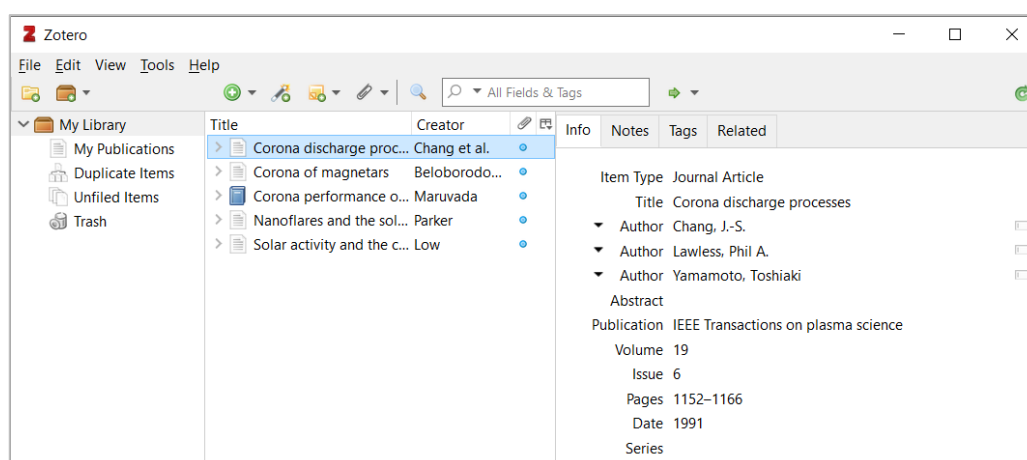 Zotero
File Edit View Tools Help
All Fields & Tags
My Library
My Publications
Duplicate Items
Unfiled Items
Trash
Title Creator
Corona discharge proc... Chang et al.
Corona of magnetars Beloborodo...
Corona performance o... Maruvada
Nanoflares and the sol... Parker
Solar activity and the c... Low
Info Notes Tags Related
Item Type Journal Article
Title Corona discharge processes
Author Chang, J.-S.
Author Lawless, Phil A.
Author Yamamoto, Toshiaki
Abstract
Publication IEEE Transactions on plasma science
Volume 19
Issue 6
Pages 1152–1166
Date 1991
Series